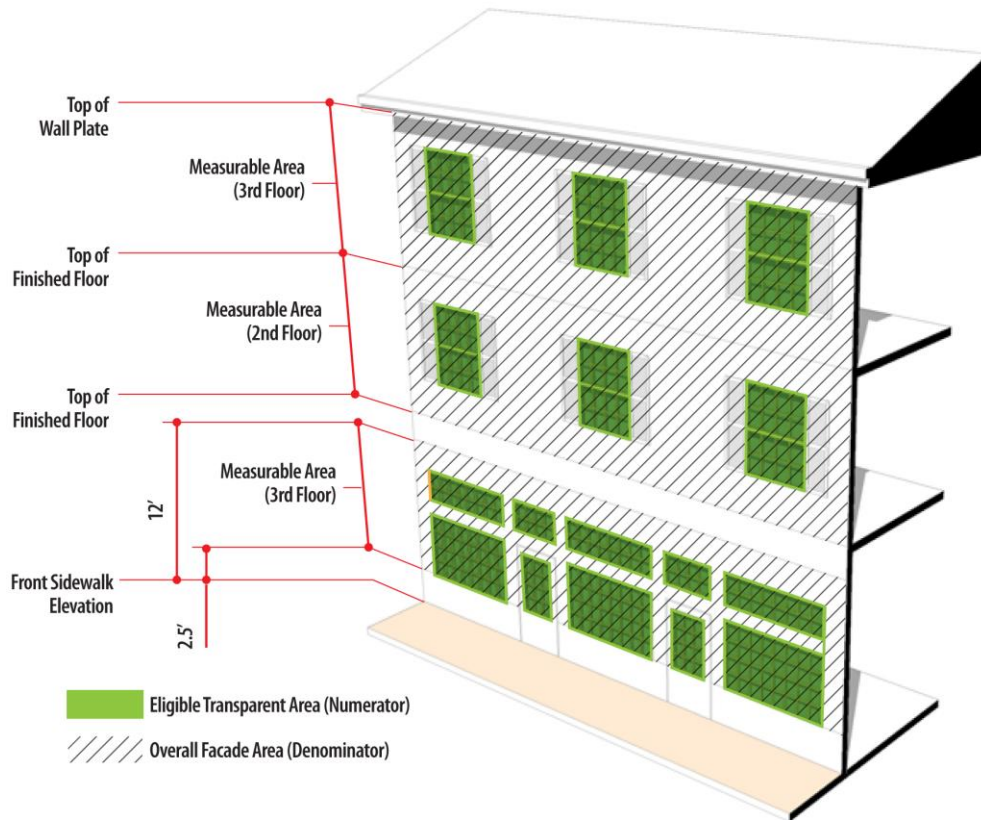 Top of
Wall Plate
Measurable Area
(3rd Floor)
Top of
Finished Floor
Measurable Area
(2nd Floor)
Top of
Finished Floor
12′
Measurable Area
(3rd Floor)
Front Sidewalk
Elevation
2.5′
Eligible Transparent Area (Numerator)
Overall Facade Area (Denominator)